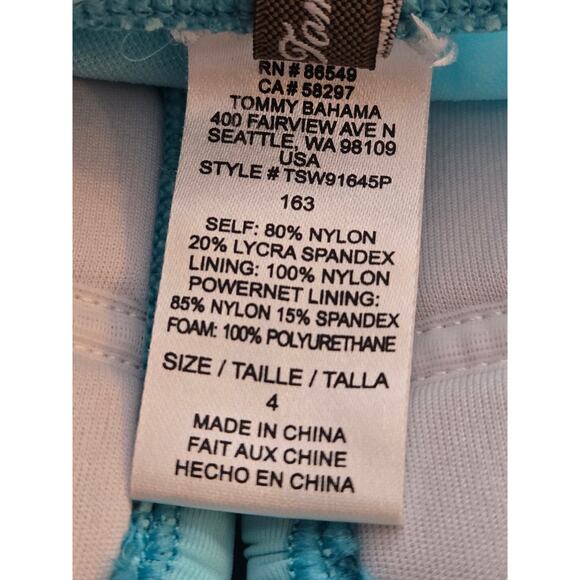 RN # 86549
CA # 58297
TOMMY BAHAMA
400 FAIRVIEW AVE N
SEATTLE, WA 98109
USA
STYLE # TSW91645P
163
SELF: 80% NYLON
20% LYCRA SPANDEX
LINING: 100% NYLON
POWERNET LINING:
85% NYLON 15% SPANDEX
FOAM: 100% POLYURETHANE
SIZE / TAILLE / TALLA
4
MADE IN CHINA
FAIT AUX CHINE
HECHO EN CHINA